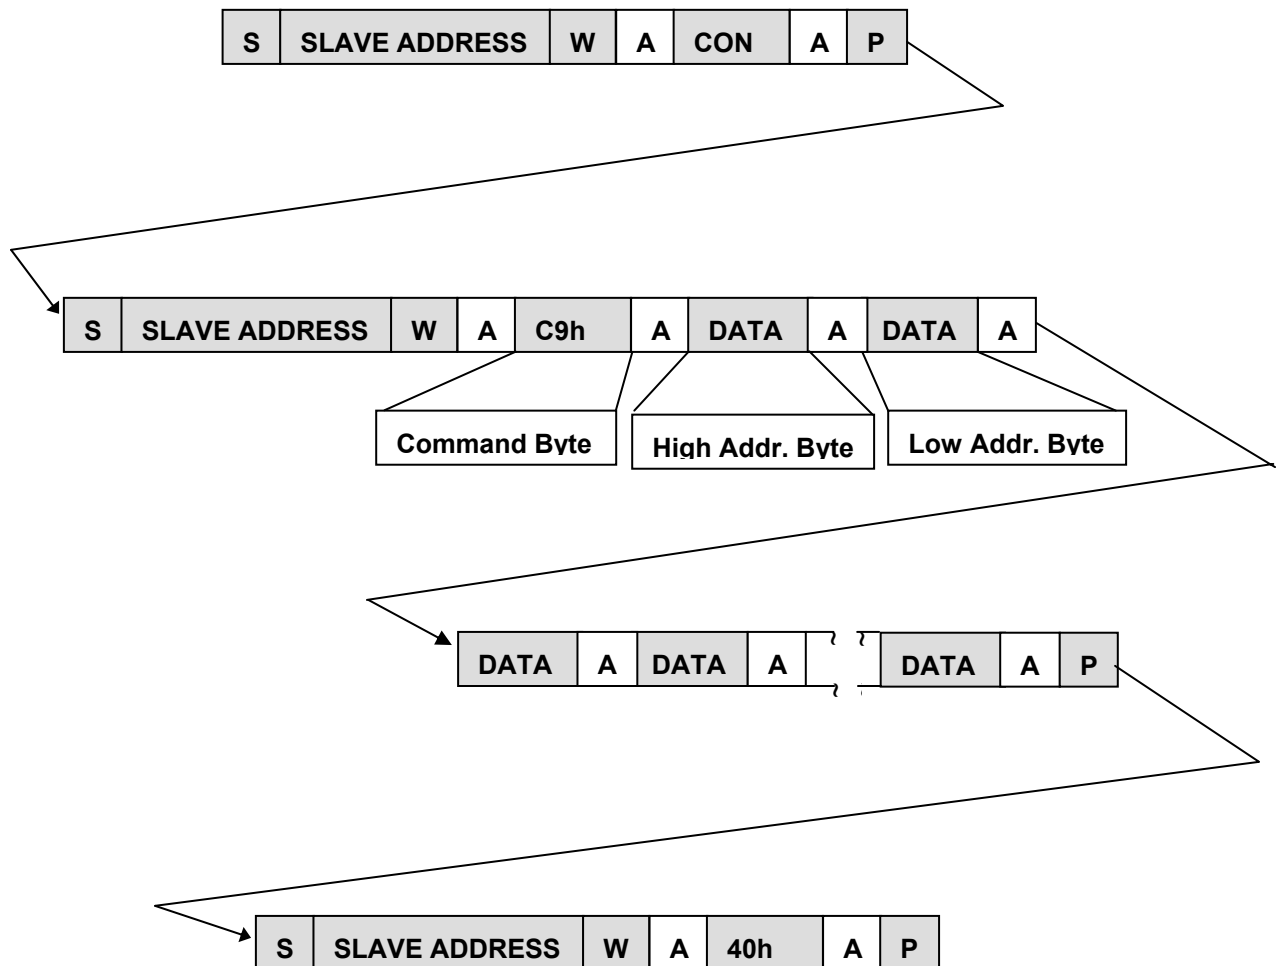 S SLAVE ADDRESS W A CON A P
S SLAVE ADDRESS W A C9h A DATA A DATA A
Command Byte High Addr. Byte Low Addr. Byte
DATA A DATA A DATA A P
S SLAVE ADDRESS W A 40h A P